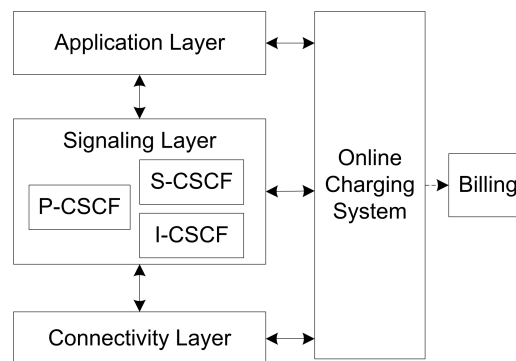 Application Layer
Signaling Layer
S-CSCF
P-CSCF
I-CSCF
Connectivity Layer
Online
Charging
System
Billing